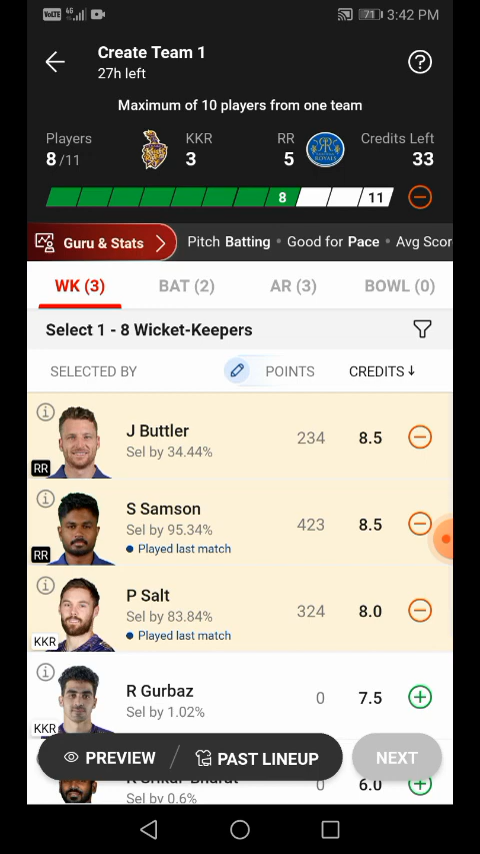 VoLTE 4G 71 3:42 PM
Create Team 1
27h left
Maximum of 10 players from one team
Players KKR RR Credits Left
8/11 3 5 33
8 11
Guru & Stats Pitch Batting • Good for Pace • Avg Scor
WK (3) BAT (2) AR (3) BOWL (0)
Select 1 - 8 Wicket-Keepers
SELECTED BY POINTS CREDITS ↓
J Buttler 234 8.5
Sel by 34.44%
RR
S Samson 423 8.5
Sel by 95.34%
• Played last match
RR
P Salt 324 8.0
Sel by 83.84%
• Played last match
KKR
R Gurbaz 0 7.5
Sel by 1.02%
KKR
PREVIEW / PAST LINEUP NEXT
0 6.0
Sel by 0.6%